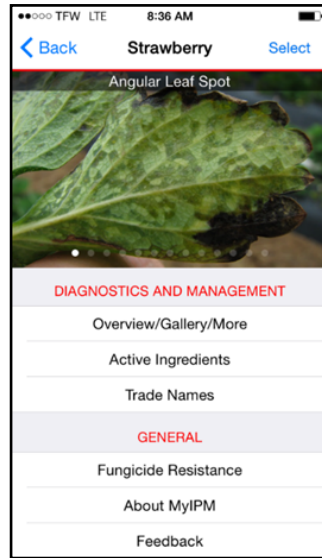 ●●○○○ TFW LTE 8:36 AM
Back Strawberry Select
Angular Leaf Spot
DIAGNOSTICS AND MANAGEMENT
Overview/Gallery/More
Active Ingredients
Trade Names
GENERAL
Fungicide Resistance
About MyIPM
Feedback